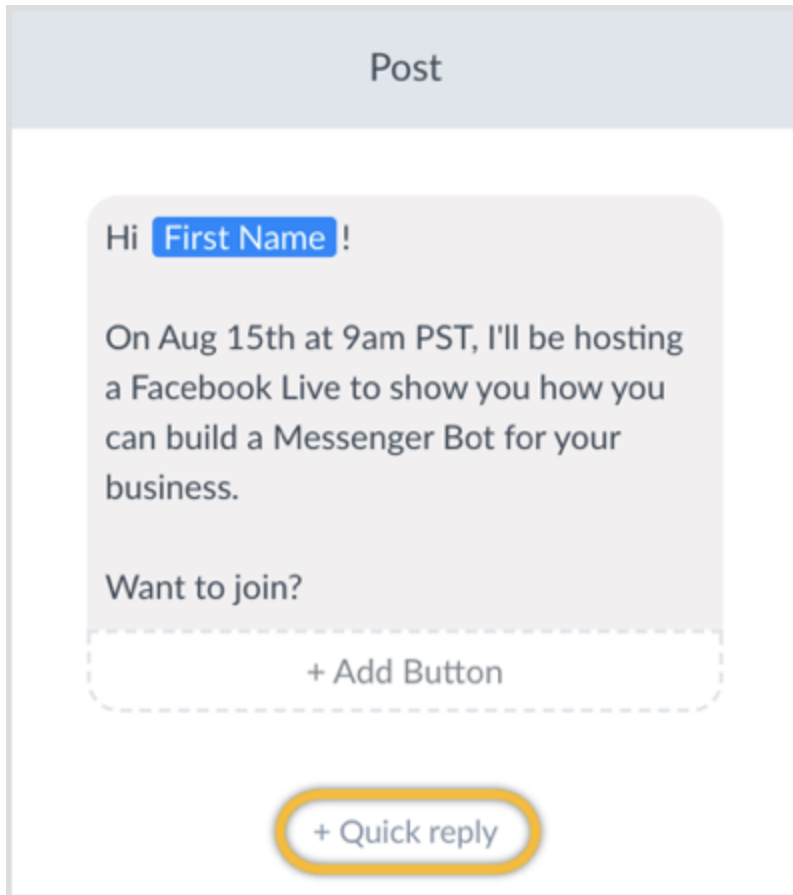 Post
Hi First Name !
On Aug 15th at 9am PST, I'll be hosting
a Facebook Live to show you how you
can build a Messenger Bot for your
business.
Want to join?
+ Add Button
+ Quick reply